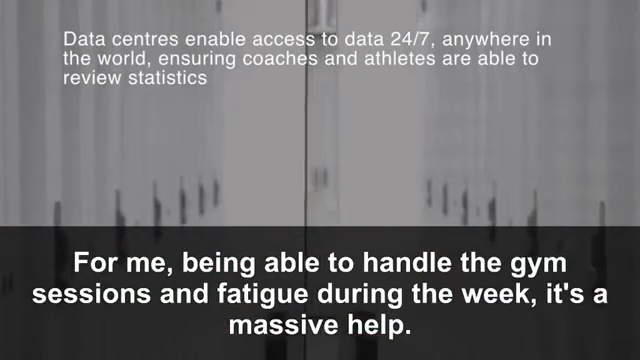 Data centres enable access to data 24/7, anywhere in
the world, ensuring coaches and athletes are able to
review statistics
For me, being able to handle the gym
sessions and fatigue during the week, it's a
massive help.